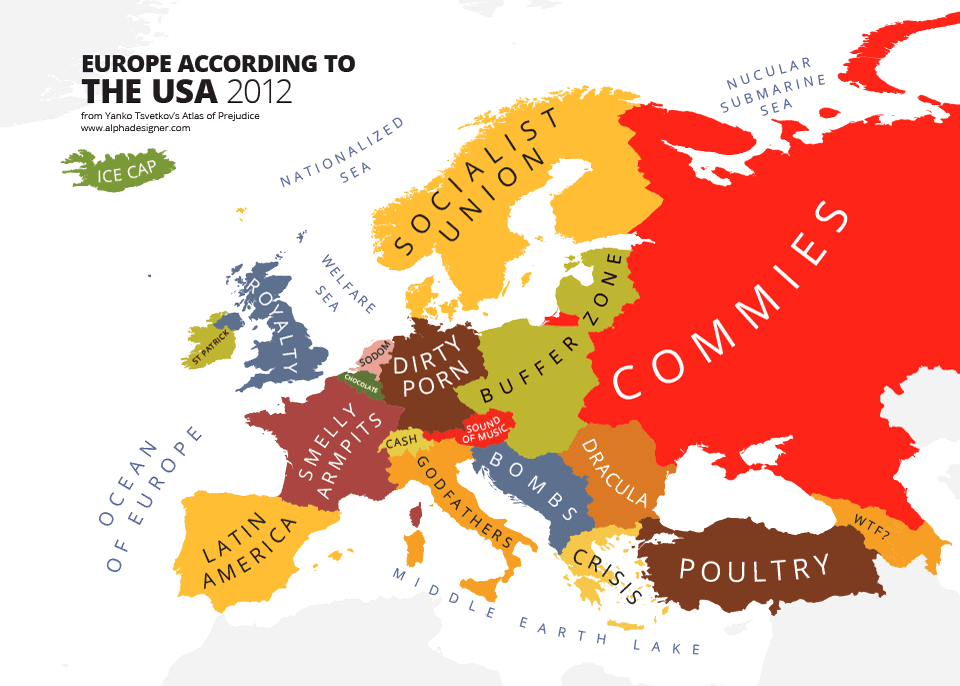 EUROPE ACCORDING TO
THE USA 2012
from Yanko Tsvetkov's Atlas of Prejudice
www.alphadesigner.com
NUCULAR
SUBMARINE
SEA
NATIONALIZED
SEA
ICE CAP
SOCIALIST
UNION
COMMIES
WELFARE
SEA
ROYALTY
ST PATRICK
BUFFER ZONE
SODOM
CHOCOLATE
DIRTY
PORN
SMELLY
ARMPITS
CASH
SOUND
OF MUSIC
OCEAN
OF EUROPE
GODFATHERS
BOMBS
DRACULA
LATIN
AMERICA
CRISIS
POULTRY
WTF?
MIDDLE EARTH LAKE